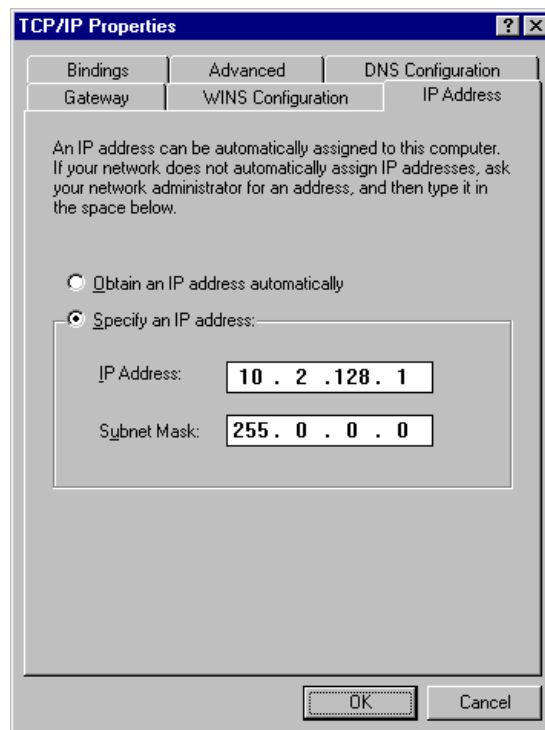 TCP/IP Properties
Bindings Advanced DNS Configuration
Gateway WINS Configuration IP Address
An IP address can be automatically assigned to this computer.
If your network does not automatically assign IP addresses, ask
your network administrator for an address, and then type it in
the space below.
Obtain an IP address automatically
Specify an IP address:
IP Address: 10 . 2 .128. 1
Subnet Mask: 255. 0 . 0 . 0
OK Cancel